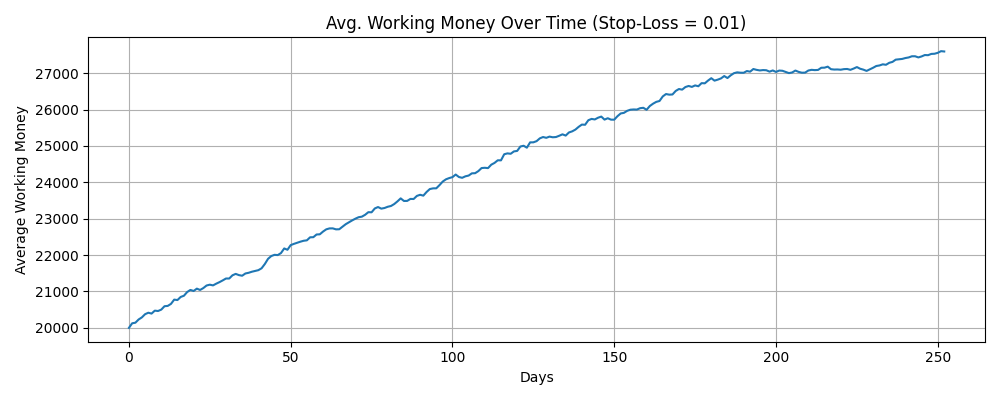 Avg. Working Money Over Time (Stop-Loss = 0.01)
Average Working Money
27000
26000
25000
24000
23000
22000
21000
20000
0 50 100 150 200 250
Days